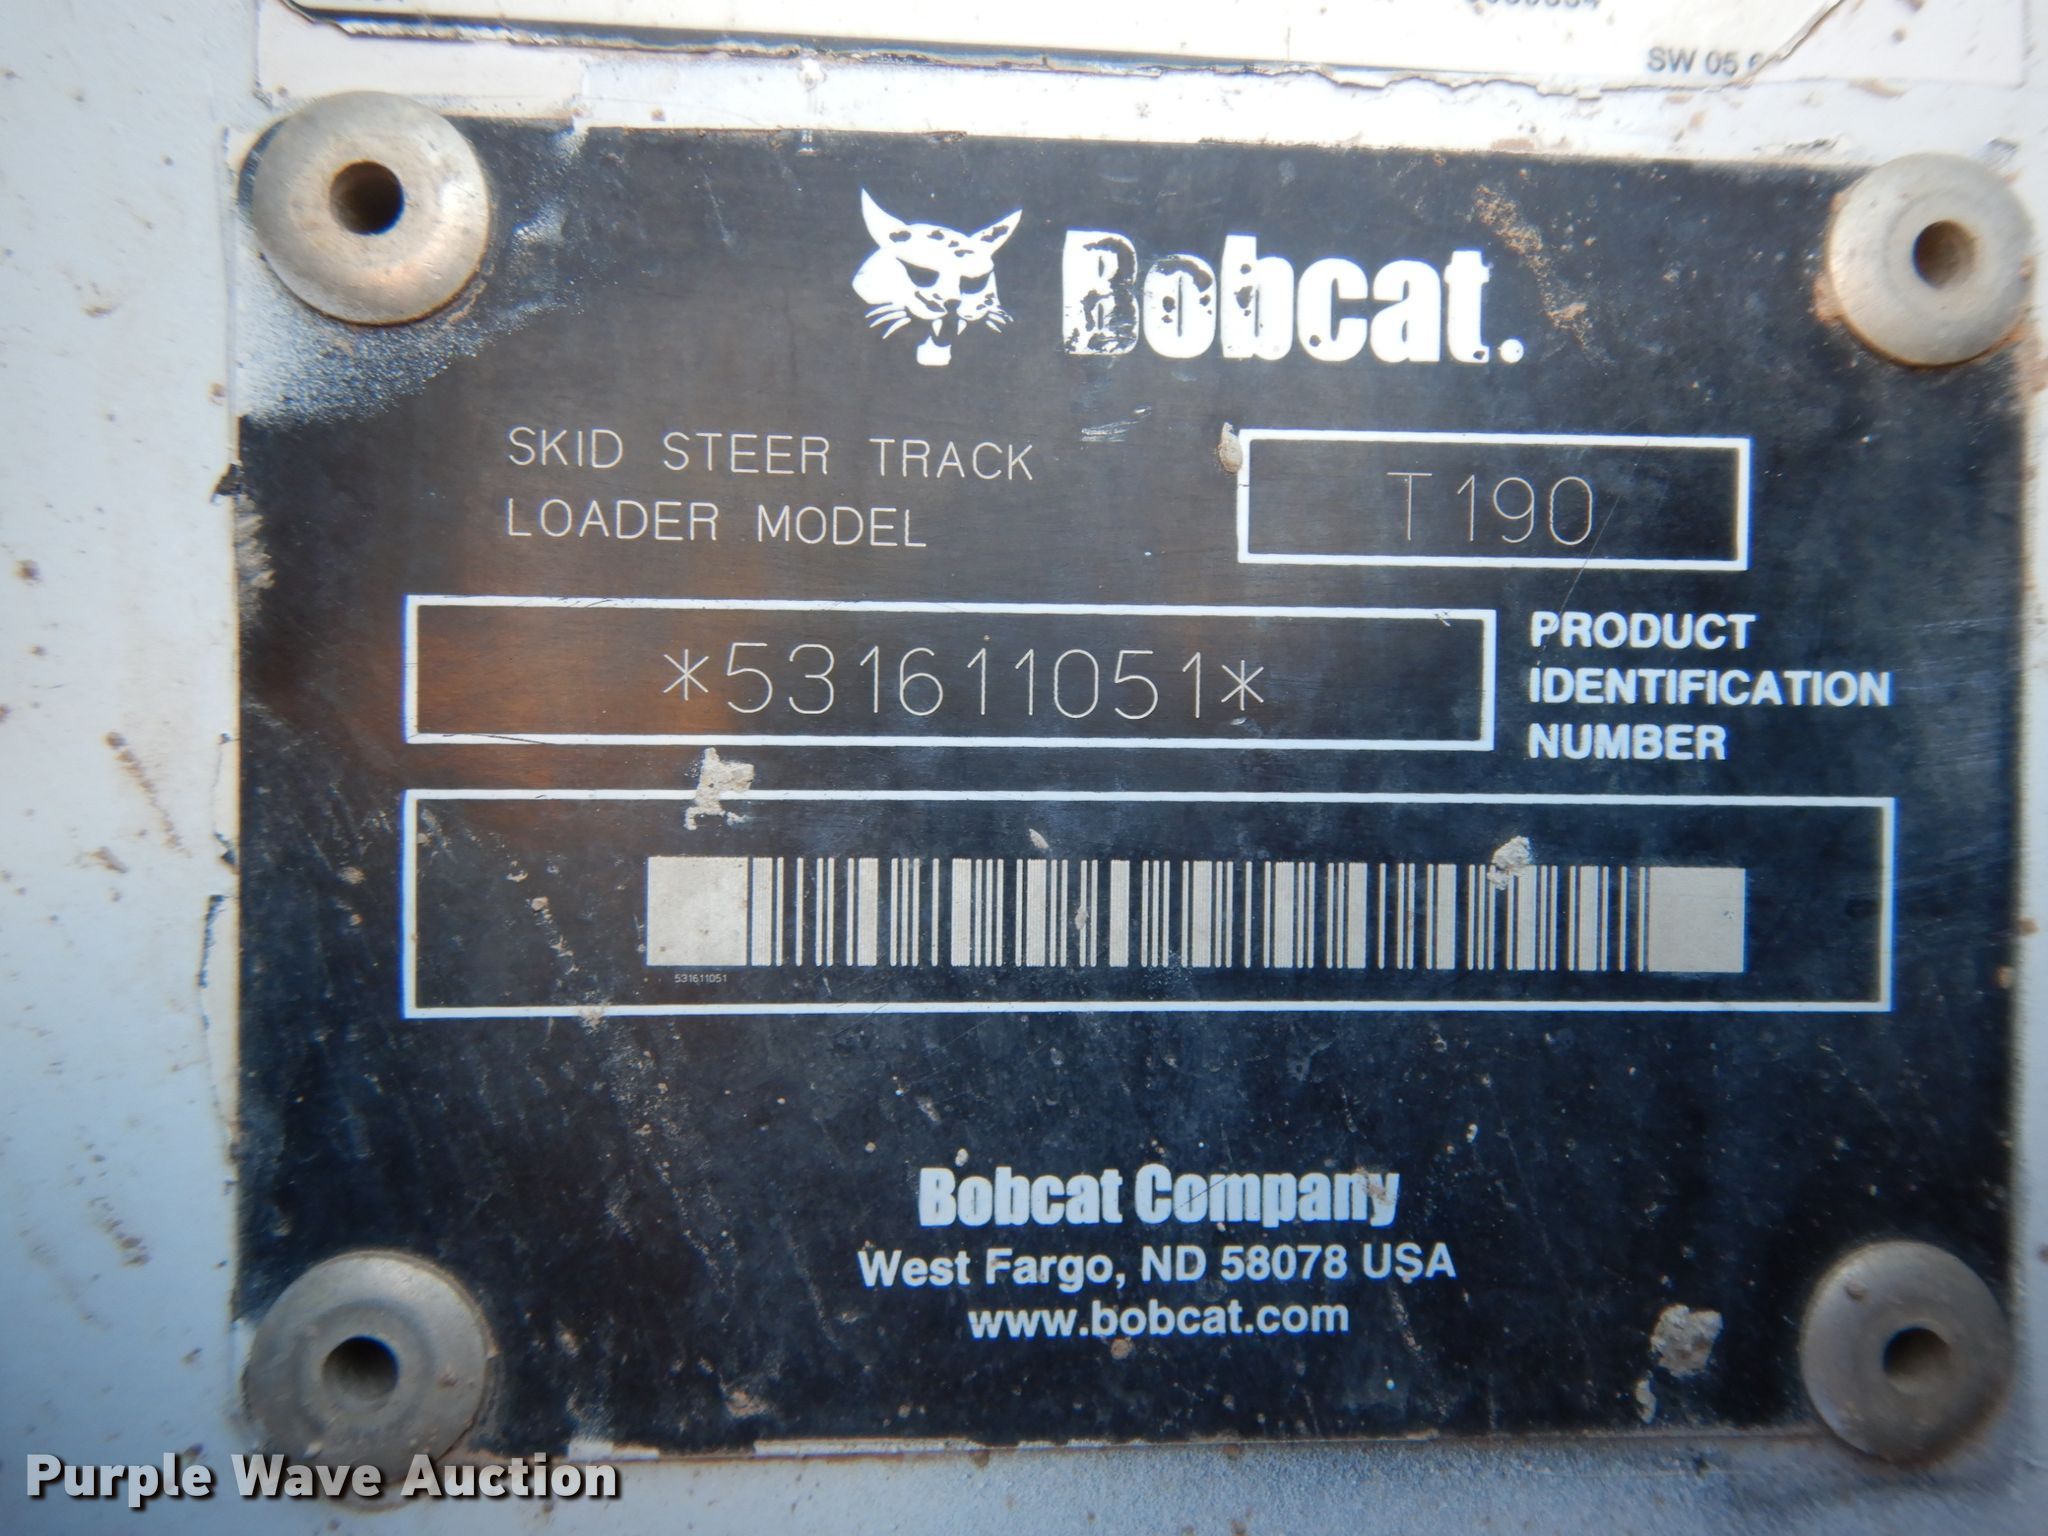 SW 05
Bobcat.
SKID STEER TRACK
LOADER MODEL
T190
*531611051*
PRODUCT
IDENTIFICATION
NUMBER
531611051
Bobcat Company
West Fargo, ND 58078 USA
www.bobcat.com
Purple Wave Auction